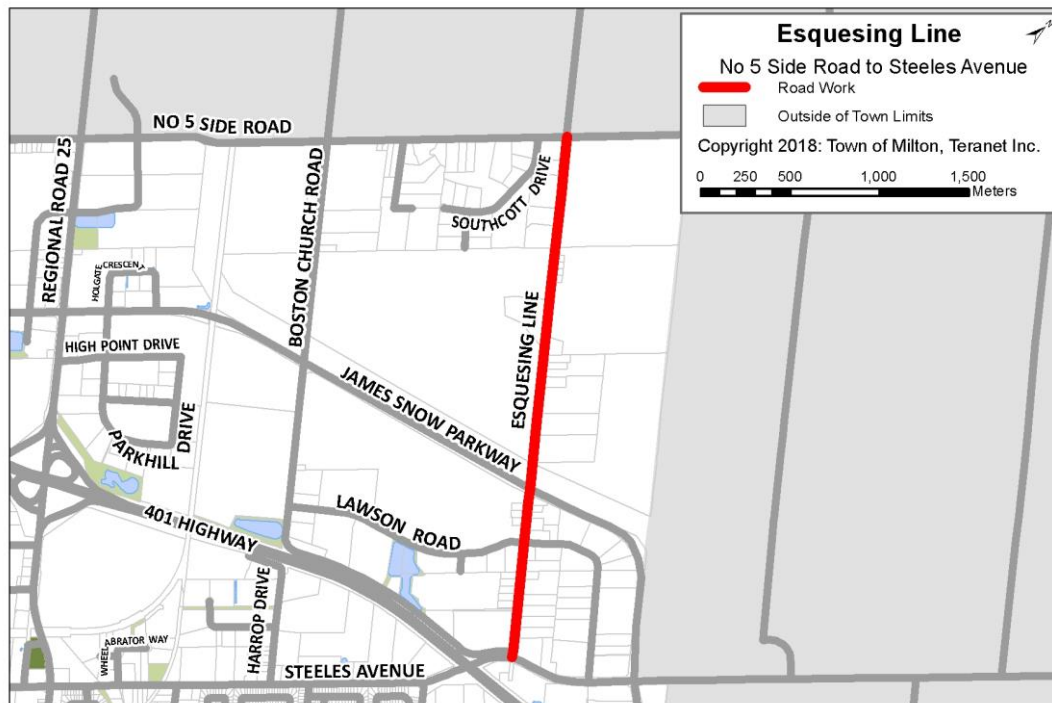 Esquesing Line
N
No 5 Side Road to Steeles Avenue
Road Work
Outside of Town Limits
Copyright 2018: Town of Milton, Teranet Inc.
0 250 500 1,000 1,500
Meters
NO 5 SIDE ROAD
REGIONAL ROAD 25
BOSTON CHURCH ROAD
SOUTHCOTT DRIVE
HOLGATE CRESCENT
ESQUESING LINE
HIGH POINT DRIVE
JAMES SNOW PARKWAY
PARKHILL DRIVE
LAWSON ROAD
401 HIGHWAY
HARROP DRIVE
WHEELABRATOR WAY
STEELES AVENUE